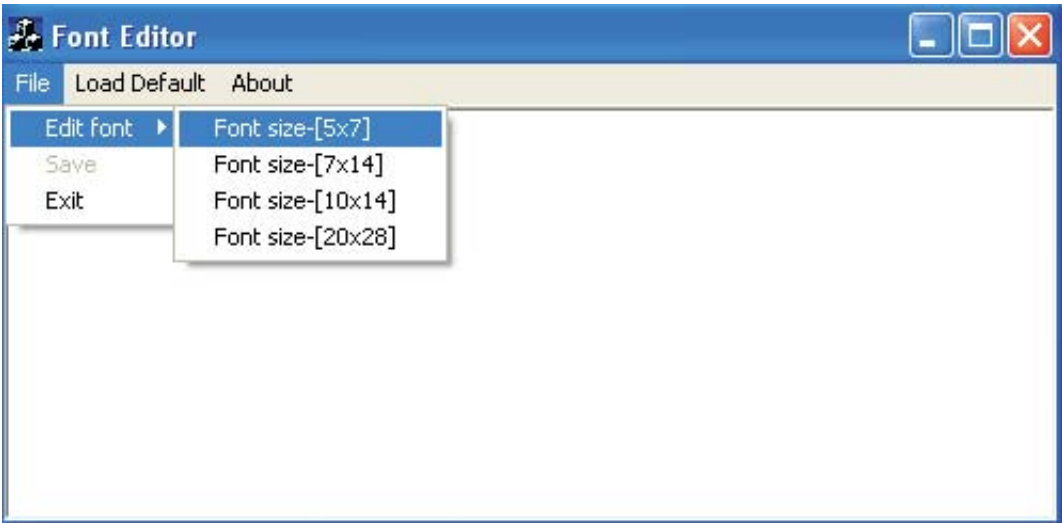 Font Editor
File Load Default About
Edit font Font size-[5x7]
Save Font size-[7x14]
Exit Font size-[10x14]
Font size-[20x28]